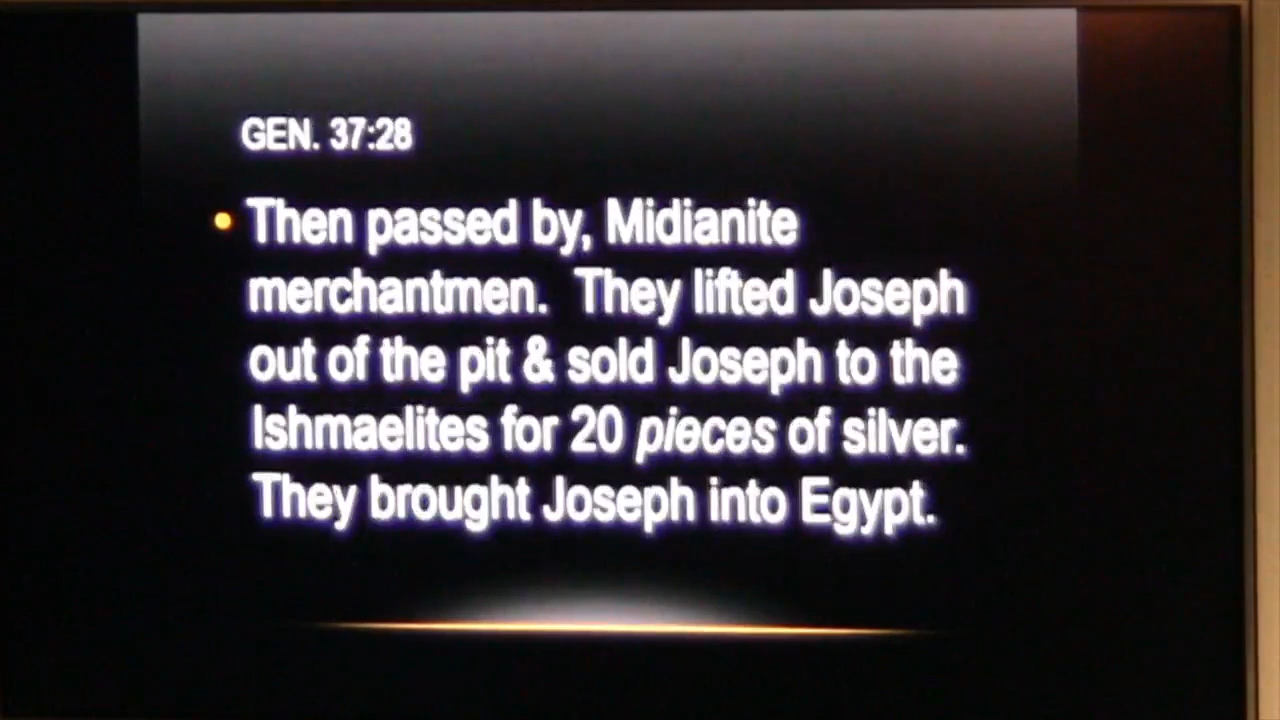 GEN. 37:28
• Then passed by, Midianite
merchantmen.  They lifted Joseph
out of the pit & sold Joseph to the
Ishmaelites for 20 pieces of silver.
They brought Joseph into Egypt.